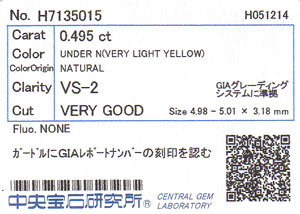 No. H7135015 H051214
Carat 0.495 ct
Color UNDER N(VERY LIGHT YELLOW)
ColorOrigin NATURAL
Clarity VS-2 GIAグレーディング
システムに準拠
Cut VERY GOOD Size 4.98 - 5.01 × 3.18 mm
Fluo. NONE
ガードルにGIAレポートナンバーの刻印を認む
中央宝石研究所® CENTRAL GEM
LABORATORY